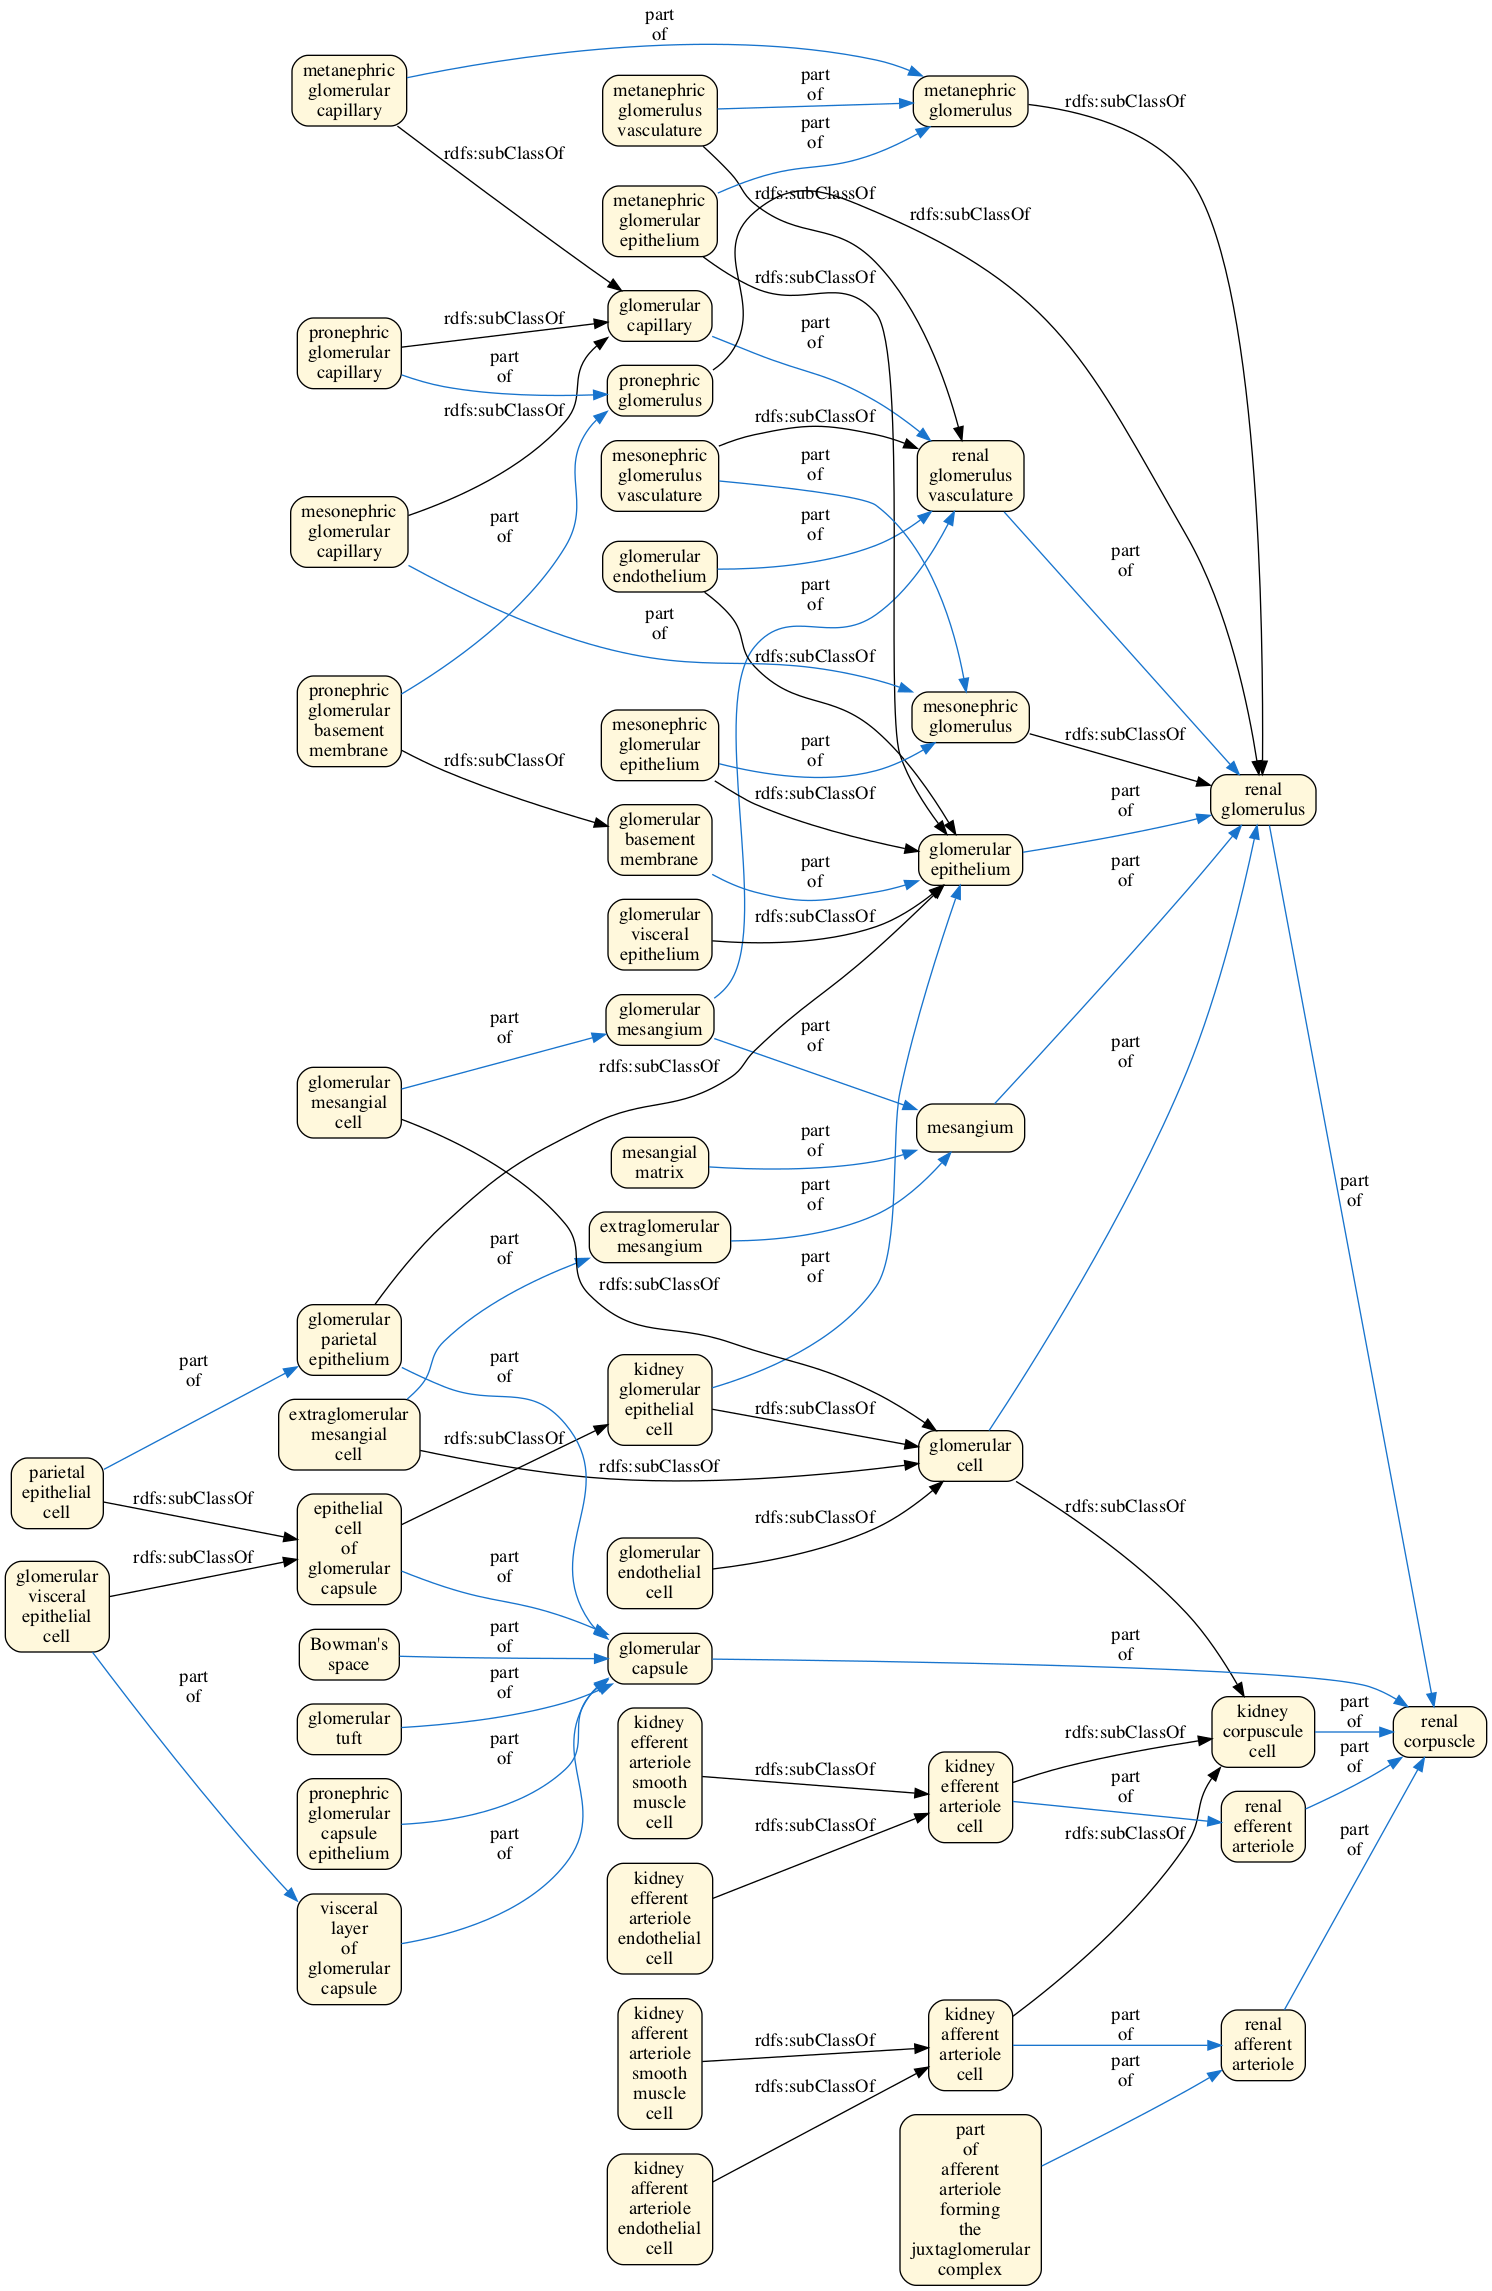 part
of
metanephric
glomerular
capillary
metanephric
glomerulus
vasculature
part
of
metanephric
glomerulus
rdfs:subClassOf
part
of
rdfs:subClassOf
metanephric
glomerular
epithelium
rdfs:subClassOf
rdfs:subClassOf
rdfs:subClassOf
glomerular
capillary
pronephric
glomerular
capillary
rdfs:subClassOf
part
of
part
of
pronephric
glomerulus
rdfs:subClassOf
rdfs:subClassOf
mesonephric
glomerulus
vasculature
part
of
renal
glomerulus
vasculature
mesonephric
glomerular
capillary
part
of
part
of
glomerular
endothelium
part
of
part
of
part
of
rdfs:subClassOf
pronephric
glomerular
basement
membrane
mesonephric
glomerulus
rdfs:subClassOf
mesonephric
glomerular
epithelium
part
of
rdfs:subClassOf
rdfs:subClassOf
part
of
renal
glomerulus
glomerular
basement
membrane
part
of
glomerular
epithelium
part
of
glomerular
visceral
epithelium
rdfs:subClassOf
glomerular
mesangium
part
of
part
of
part
of
rdfs:subClassOf
glomerular
mesangial
cell
mesangium
mesangial
matrix
part
of
part
of
part
of
extraglomerular
mesangium
part
of
part
of
rdfs:subClassOf
glomerular
parietal
epithelium
part
of
part
of
kidney
glomerular
epithelial
cell
rdfs:subClassOf
extraglomerular
mesangial
cell
rdfs:subClassOf
rdfs:subClassOf
glomerular
cell
parietal
epithelial
cell
rdfs:subClassOf
rdfs:subClassOf
rdfs:subClassOf
epithelial
cell
of
glomerular
capsule
rdfs:subClassOf
part
of
glomerular
endothelial
cell
glomerular
visceral
epithelial
cell
Bowman's
space
part
of
glomerular
capsule
part
of
part
of
part
of
glomerular
tuft
part
of
kidney
efferent
arteriole
smooth
muscle
cell
rdfs:subClassOf
kidney
efferent
arteriole
cell
rdfs:subClassOf
kidney
corpuscule
cell
part
of
renal
corpuscle
part
of
part
of
renal
efferent
arteriole
rdfs:subClassOf
rdfs:subClassOf
pronephric
glomerular
capsule
epithelium
part
of
part
of
kidney
efferent
arteriole
endothelial
cell
visceral
layer
of
glomerular
capsule
kidney
afferent
arteriole
smooth
muscle
cell
rdfs:subClassOf
kidney
afferent
arteriole
cell
part
of
renal
afferent
arteriole
rdfs:subClassOf
part
of
kidney
afferent
arteriole
endothelial
cell
part
of
afferent
arteriole
forming
the
juxtaglomerular
complex